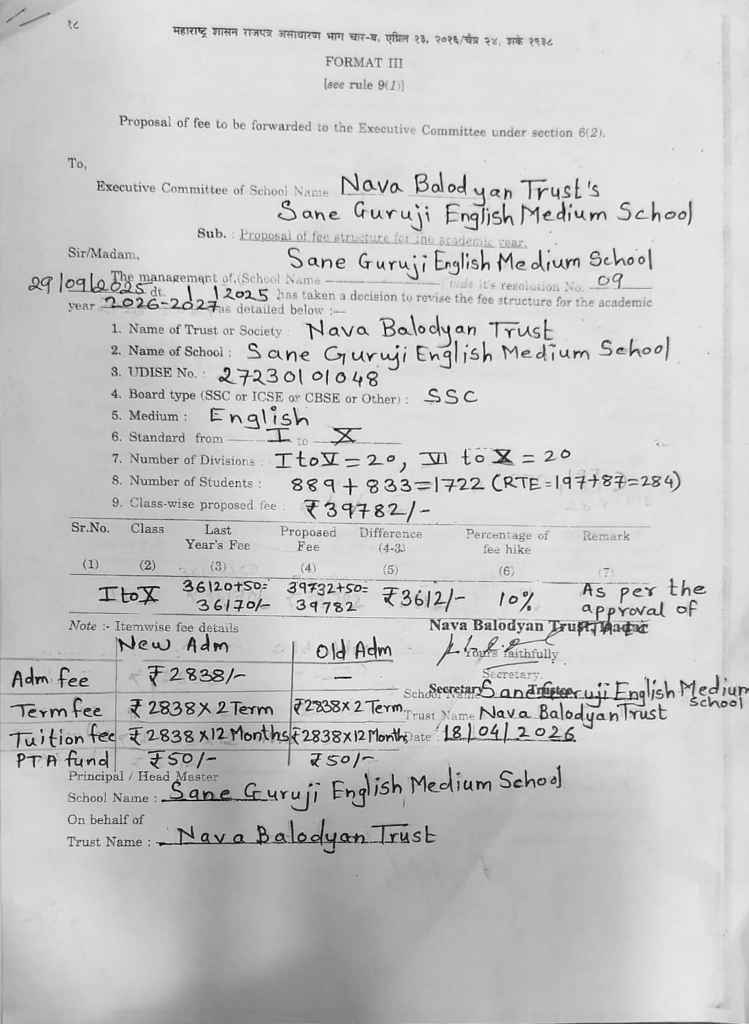 १८
महाराष्ट्र शासन राजपत्र असाधारण भाग चार-ब, एप्रिल १३, २०१६/चैत्र २४, शके १९३८
FORMAT III
[see rule 9(1)]
Proposal of fee to be forwarded to the Executive Committee under section 6(2).
To,
Executive Committee of School Name Nava Balodyan Trust's
Sane Guruji English Medium School
Sub. : Proposal of fee structure for the academic year.
Sir/Madam,
Sane Guruji English Medium School
The management of (School Name vide it's resolution No. 09
29/09/2025 dt. 1/1/2025 has taken a decision to revise the fee structure for the academic
year 2026-2027 as detailed below :—
1. Name of Trust or Society : Nava Balodyan Trust
2. Name of School : Sane Guruji English Medium School
3. UDISE No. : 27230101048
4. Board type (SSC or ICSE or CBSE or Other) : SSC
5. Medium : English
6. Standard from I to X
7. Number of Divisions : I to V = 20, VI to X = 20
8. Number of Students : 889 + 833 = 1722 (RTE = 197+87=284)
9. Class-wise proposed fee : ₹39782/-
Sr.No. Class Last Year's Fee Proposed Fee Difference (4-3) Percentage of fee hike Remark
(1) (2) (3) (4) (5) (6) (7)
I to X 36120+50= 36170/- 39732+50= 39782 ₹3612/- 10% As per the approval of
Note :- Itemwise fee details
Nava Balodyan Trust,
New Adm Old Adm
Yours faithfully
Secretary
Adm fee ₹2838/- —
School Name Sane Guruji English Medium School
Secretary Trustee
Term fee ₹2838 X 2 Term ₹2838 X 2 Term
Trust Name Nava Balodyan Trust
Tuition fee ₹2838 X12 Months ₹2838X12 Month
Date : 18/04/2026
PTA fund ₹50/- ₹50/-
Principal / Head Master
School Name : Sane Guruji English Medium School
On behalf of
Trust Name : Nava Balodyan Trust